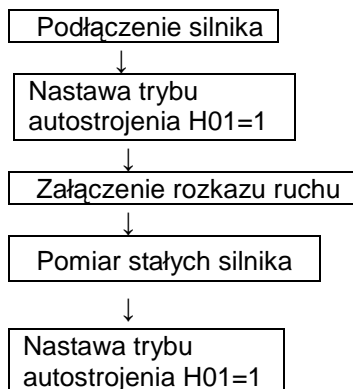 Podłączenie silnika
↓
Nastawa trybu
autostrojenia H01=1
↓
Załączenie rozkazu ruchu
↓
Pomiar stałych silnika
↓
Nastawa trybu
autostrojenia H01=1